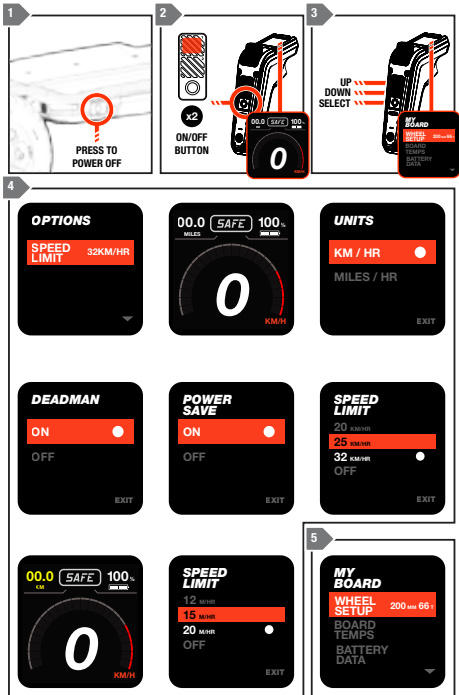 1
PRESS TO
POWER OFF
2
x2
ON/OFF
BUTTON
00.0 SAFE 100%
0
KM/H
3
UP
DOWN
SELECT
MY
BOARD
WHEEL
SETUP 200 MM 66 T
BOARD
TEMPS
BATTERY
DATA
4
OPTIONS
SPEED
LIMIT 32KM/HR
00.0 SAFE 100%
MILES
0
KM/H
UNITS
KM / HR
MILES / HR
EXIT
DEADMAN
ON
OFF
EXIT
POWER
SAVE
ON
OFF
EXIT
SPEED
LIMIT
20 KM/HR
25 KM/HR
32 KM/HR
OFF
EXIT
00.0 SAFE 100%
KM
0
KM/H
SPEED
LIMIT
12 M/HR
15 M/HR
20 M/HR
OFF
EXIT
5
MY
BOARD
WHEEL
SETUP 200 MM 66 T
BOARD
TEMPS
BATTERY
DATA